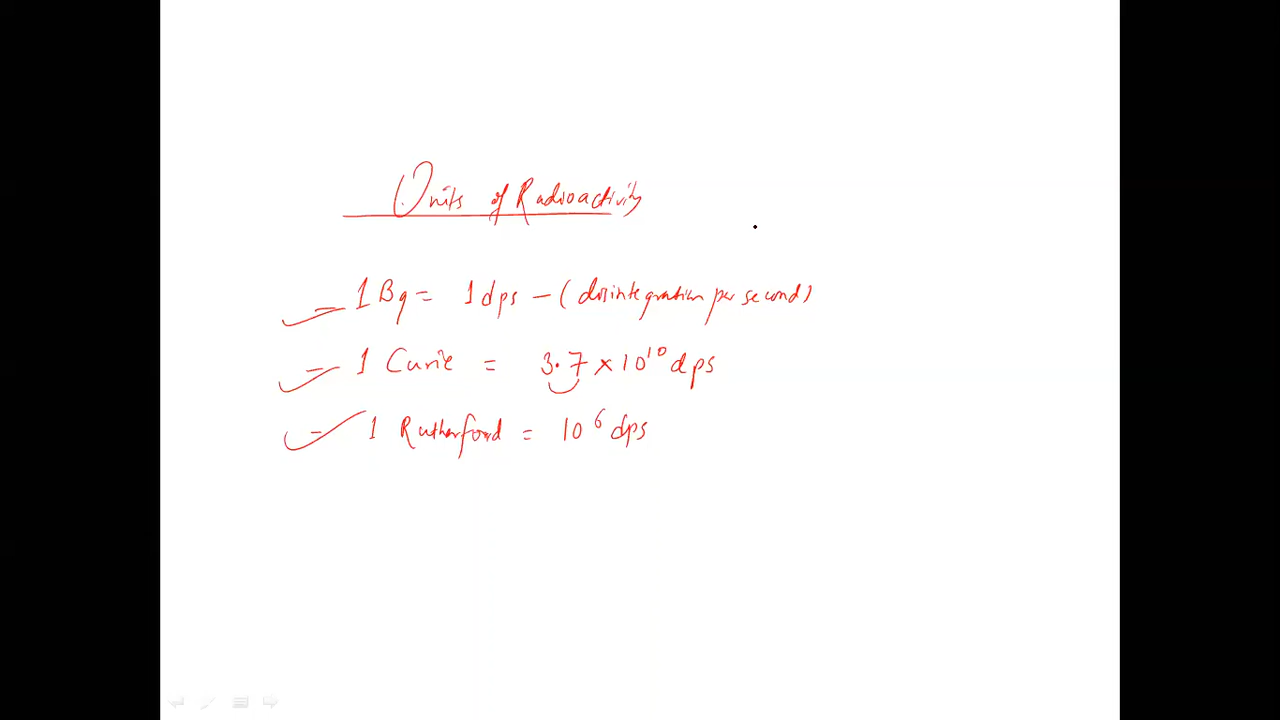 Units of Radioactivity
- 1 Bq = 1 dps - (disintegration per second)
- 1 Curie = 3.7 × 10¹⁰ dps
- 1 Rutherford = 10⁶ dps